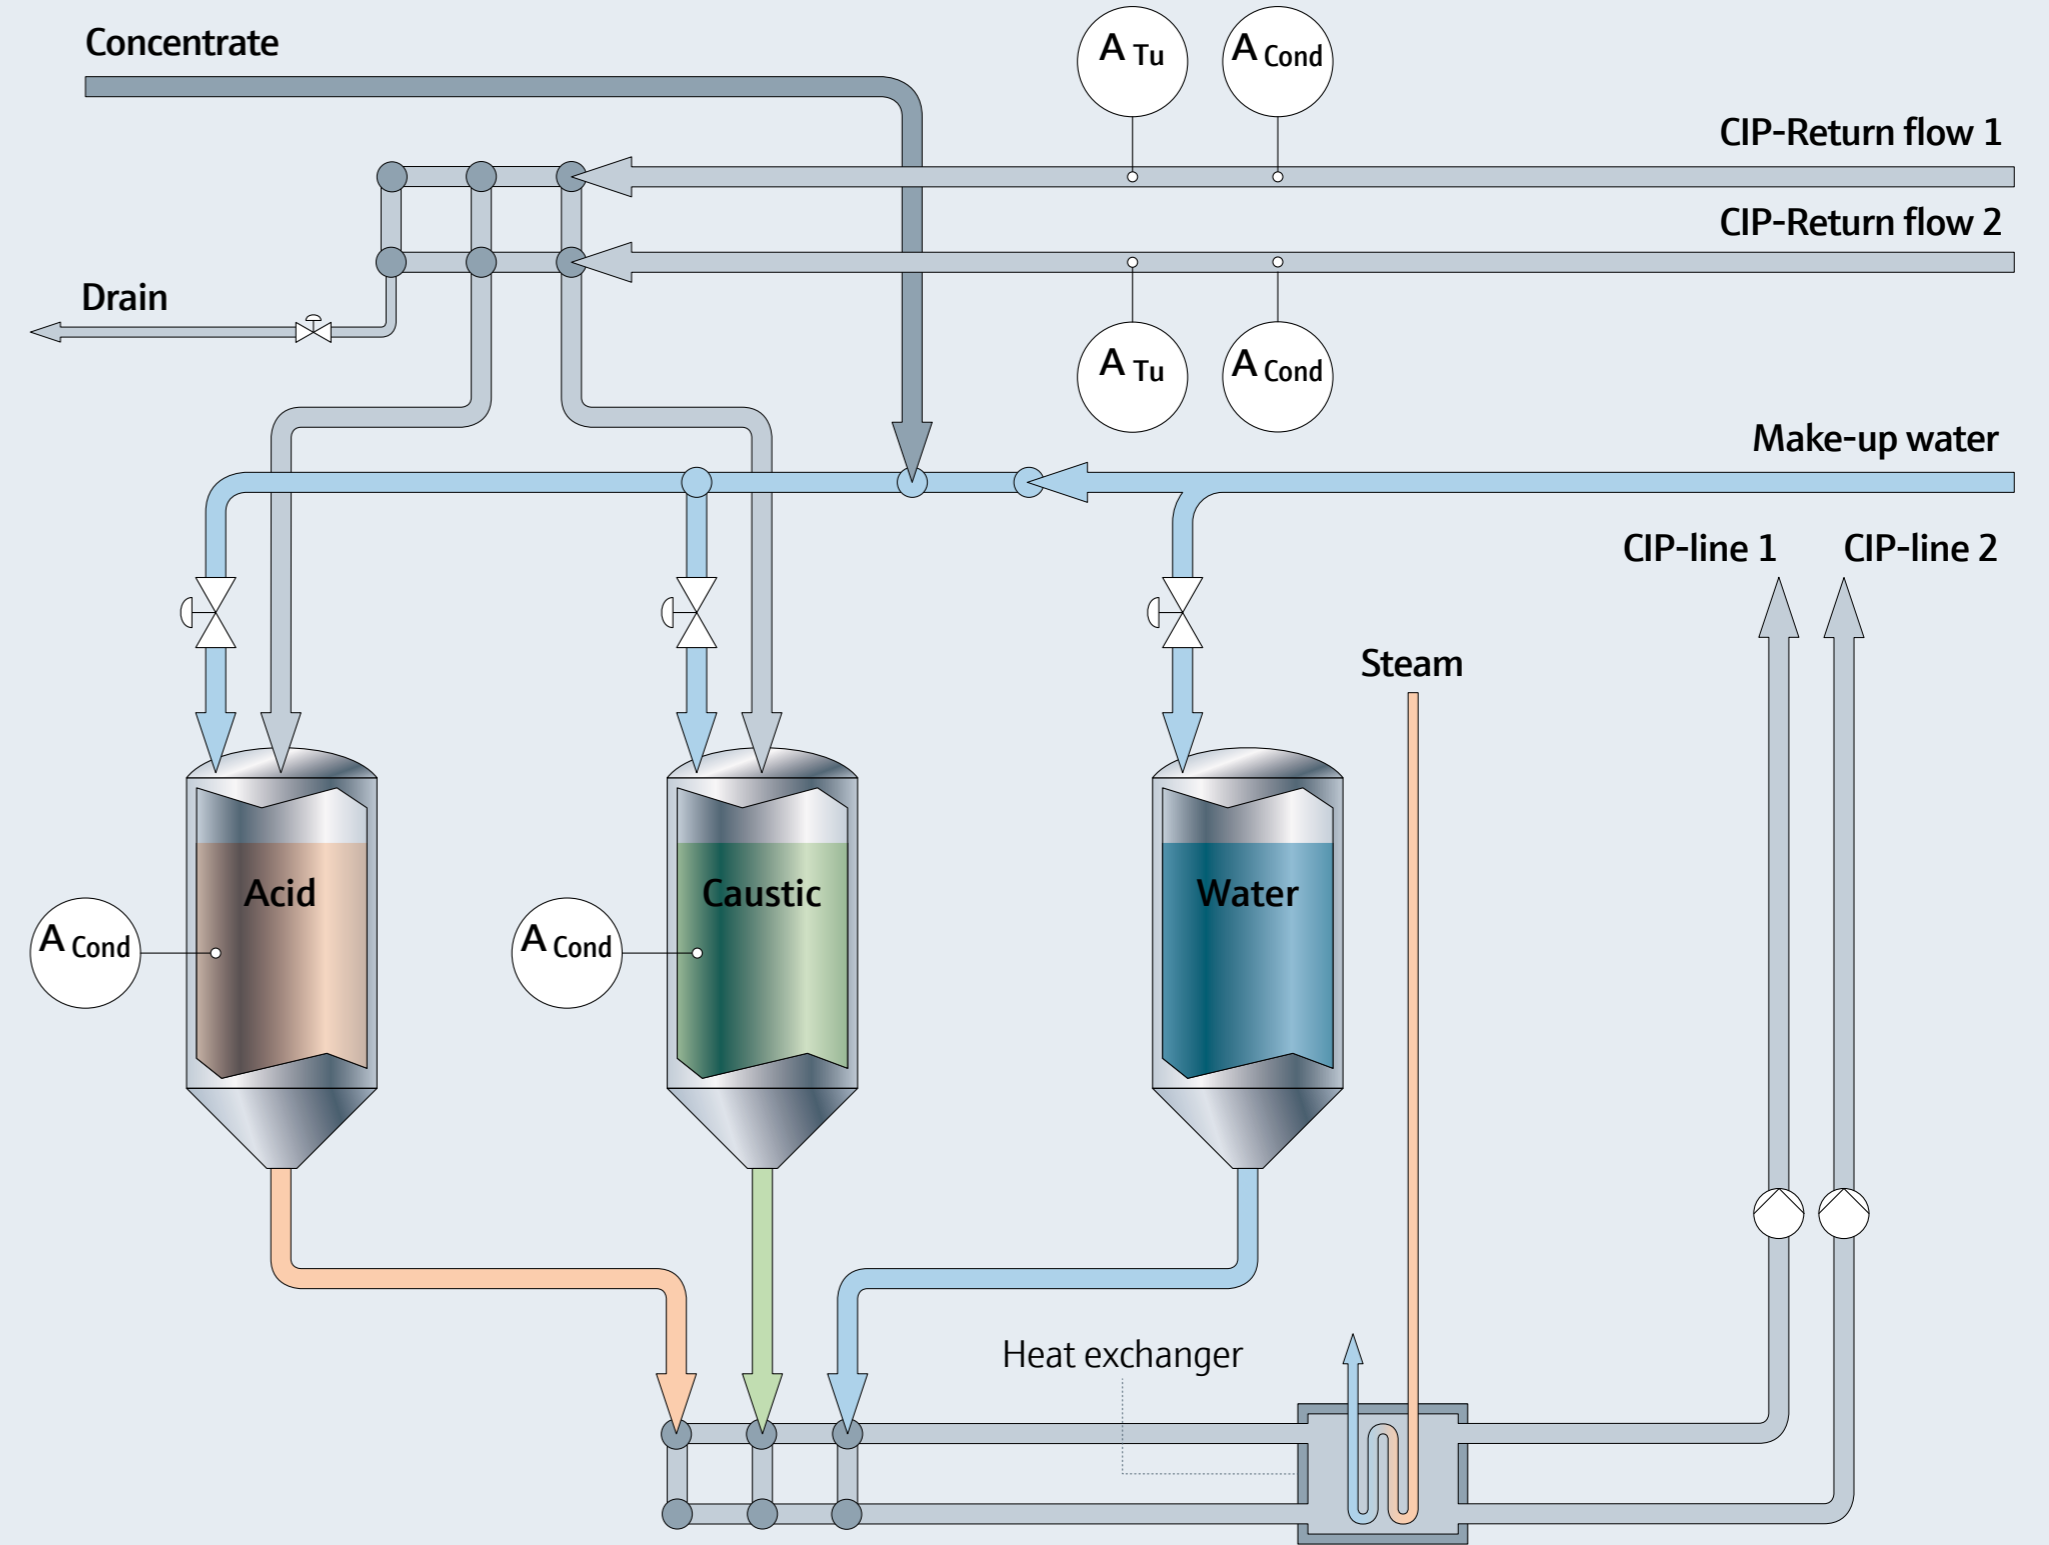 Concentrate
A Tu
A Cond
CIP-Return flow 1
CIP-Return flow 2
Drain
A Tu
A Cond
Make-up water
CIP-line 1
CIP-line 2
Steam
Acid
Caustic
Water
A Cond
A Cond
Heat exchanger